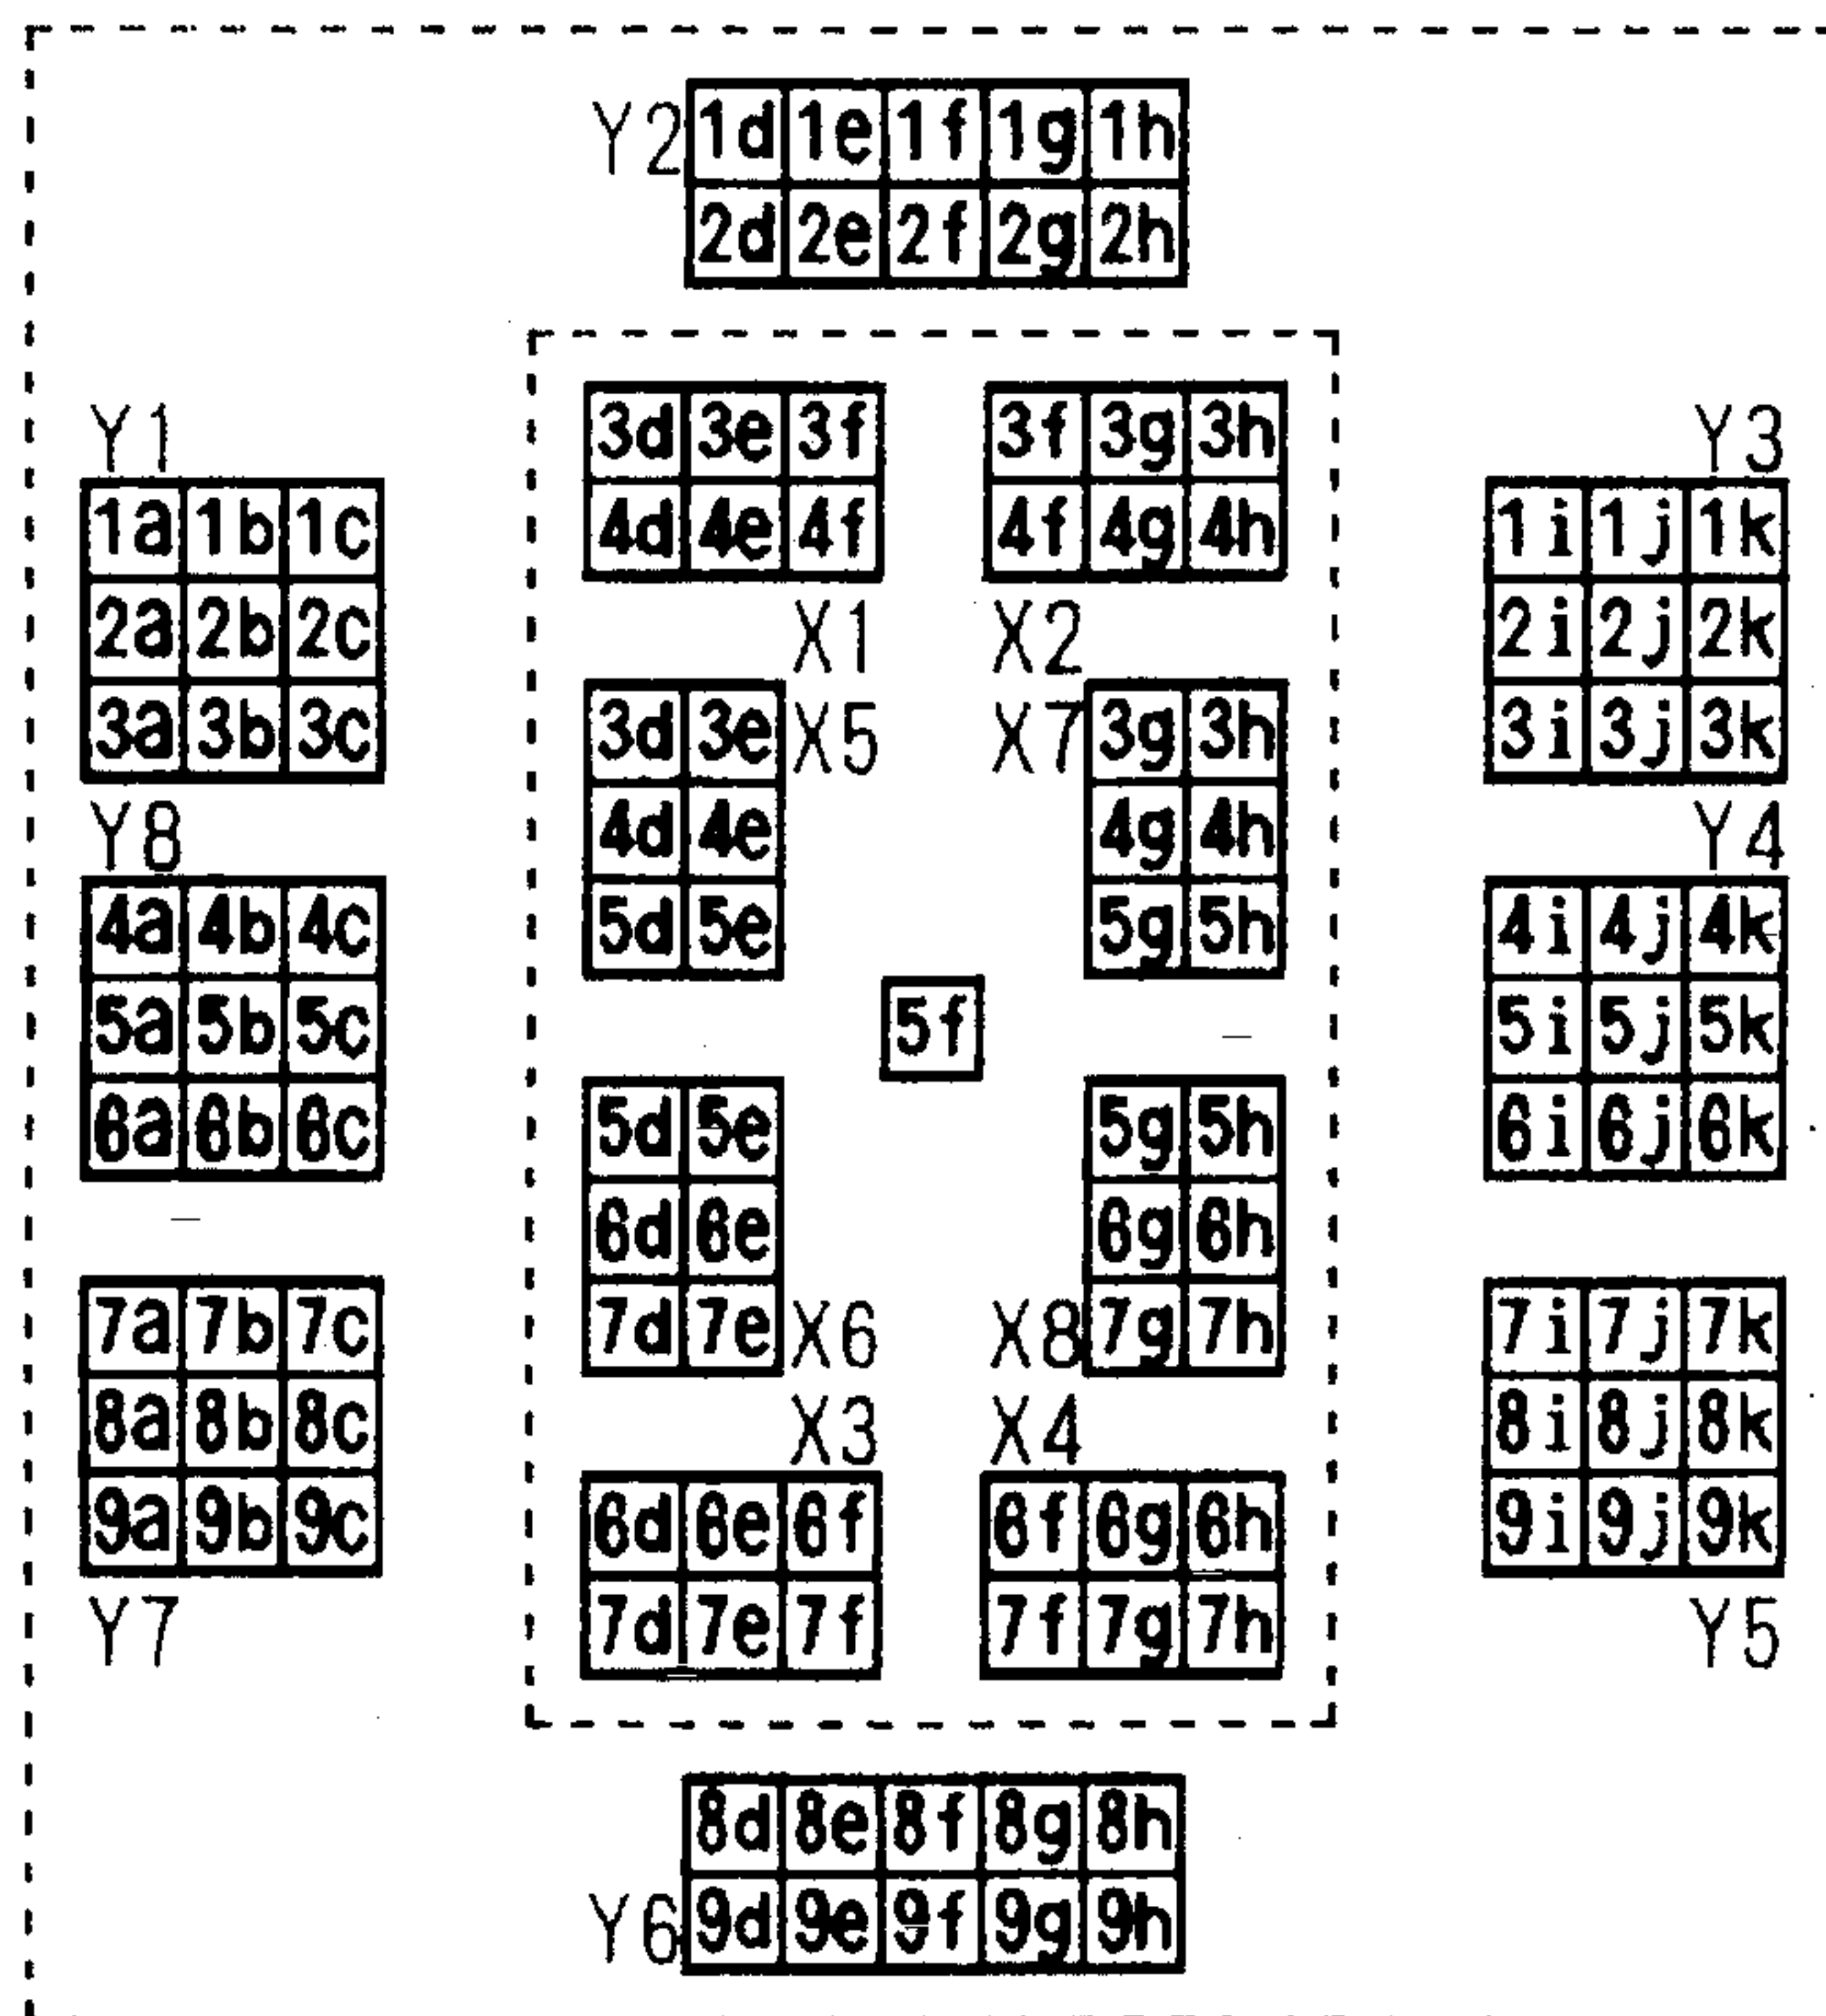 Y2
1d 1e 1f 1g 1h
2d 2e 2f 2g 2h
Y1
1a 1b 1c
2a 2b 2c
3a 3b 3c
Y8
4a 4b 4c
5a 5b 5c
6a 6b 6c
7a 7b 7c
8a 8b 8c
9a 9b 9c
Y7
3d 3e 3f
4d 4e 4f
X1
3f 3g 3h
4f 4g 4h
X2
3d 3e
4d 4e
5d 5e
X5
X7
3g 3h
4g 4h
5g 5h
5f
5d 5e
6d 6e
7d 7e
X6
X8
5g 5h
6g 6h
7g 7h
X3
6d 6e 6f
7d 7e 7f
X4
6f 6g 6h
7f 7g 7h
Y3
1i 1j 1k
2i 2j 2k
3i 3j 3k
Y4
4i 4j 4k
5i 5j 5k
6i 6j 6k
7i 7j 7k
8i 8j 8k
9i 9j 9k
Y5
8d 8e 8f 8g 8h
9d 9e 9f 9g 9h
Y6